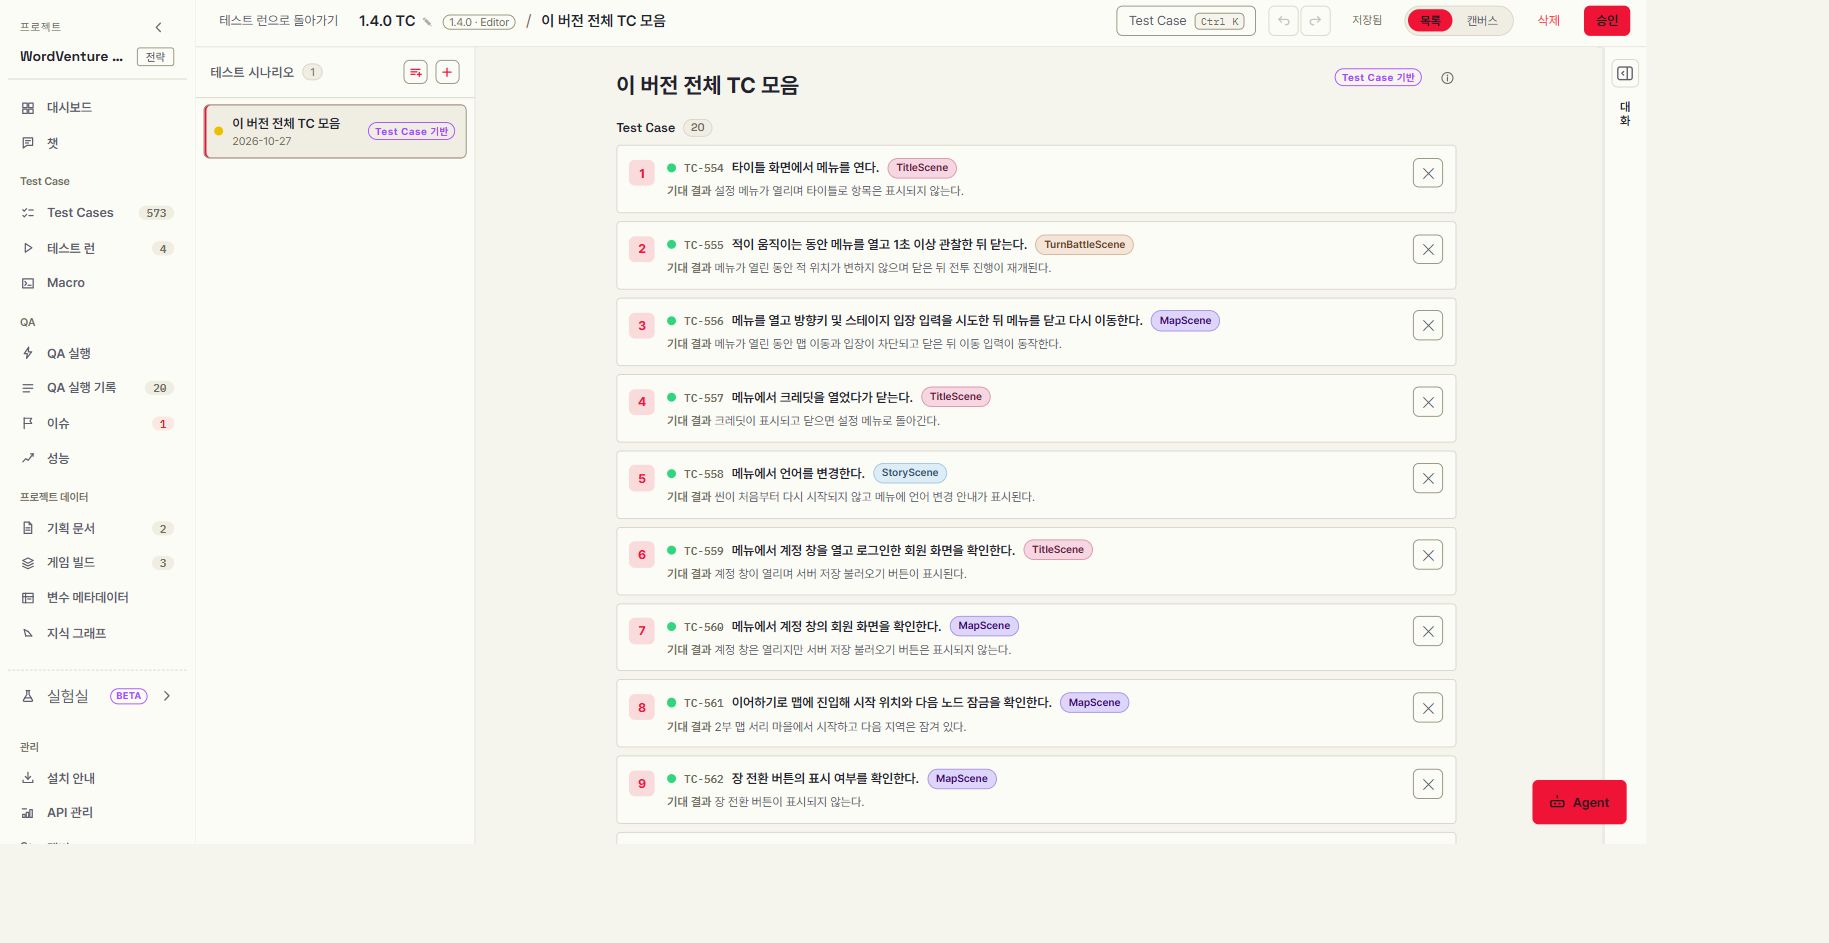 프로젝트
WordVenture ... 전략
대시보드
챗
Test Case
Test Cases 573
테스트 런 4
Macro
QA
QA 실행
QA 실행 기록 20
이슈 1
성능
프로젝트 데이터
기획 문서 2
게임 빌드 3
변수 메타데이터
지식 그래프
실험실 BETA
관리
설치 안내
API 관리
테스트 런으로 돌아가기 1.4.0 TC 1.4.0 · Editor / 이 버전 전체 TC 모음
Test Case Ctrl K 저장됨 목록 캔버스 삭제 승인
테스트 시나리오 1
이 버전 전체 TC 모음
2026-10-27
Test Case 기반
이 버전 전체 TC 모음
Test Case 기반
Test Case 20
1 TC-554 타이틀 화면에서 메뉴를 연다. TitleScene
기대 결과 설정 메뉴가 열리며 타이틀로 항목은 표시되지 않는다.
2 TC-555 적이 움직이는 동안 메뉴를 열고 1초 이상 관찰한 뒤 닫는다. TurnBattleScene
기대 결과 메뉴가 열린 동안 적 위치가 변하지 않으며 닫은 뒤 전투 진행이 재개된다.
3 TC-556 메뉴를 열고 방향키 및 스테이지 입장 입력을 시도한 뒤 메뉴를 닫고 다시 이동한다. MapScene
기대 결과 메뉴가 열린 동안 맵 이동과 입장이 차단되고 닫은 뒤 이동 입력이 동작한다.
4 TC-557 메뉴에서 크레딧을 열었다가 닫는다. TitleScene
기대 결과 크레딧이 표시되고 닫으면 설정 메뉴로 돌아간다.
5 TC-558 메뉴에서 언어를 변경한다. StoryScene
기대 결과 씬이 처음부터 다시 시작되지 않고 메뉴에 언어 변경 안내가 표시된다.
6 TC-559 메뉴에서 계정 창을 열고 로그인한 회원 화면을 확인한다. TitleScene
기대 결과 계정 창이 열리며 서버 저장 불러오기 버튼이 표시된다.
7 TC-560 메뉴에서 계정 창의 회원 화면을 확인한다. MapScene
기대 결과 계정 창은 열리지만 서버 저장 불러오기 버튼은 표시되지 않는다.
8 TC-561 이어하기로 맵에 진입해 시작 위치와 다음 노드 잠금을 확인한다. MapScene
기대 결과 2부 맵 서리 마을에서 시작하고 다음 지역은 잠겨 있다.
9 TC-562 장 전환 버튼의 표시 여부를 확인한다. MapScene
기대 결과 장 전환 버튼이 표시되지 않는다.
대화
Agent